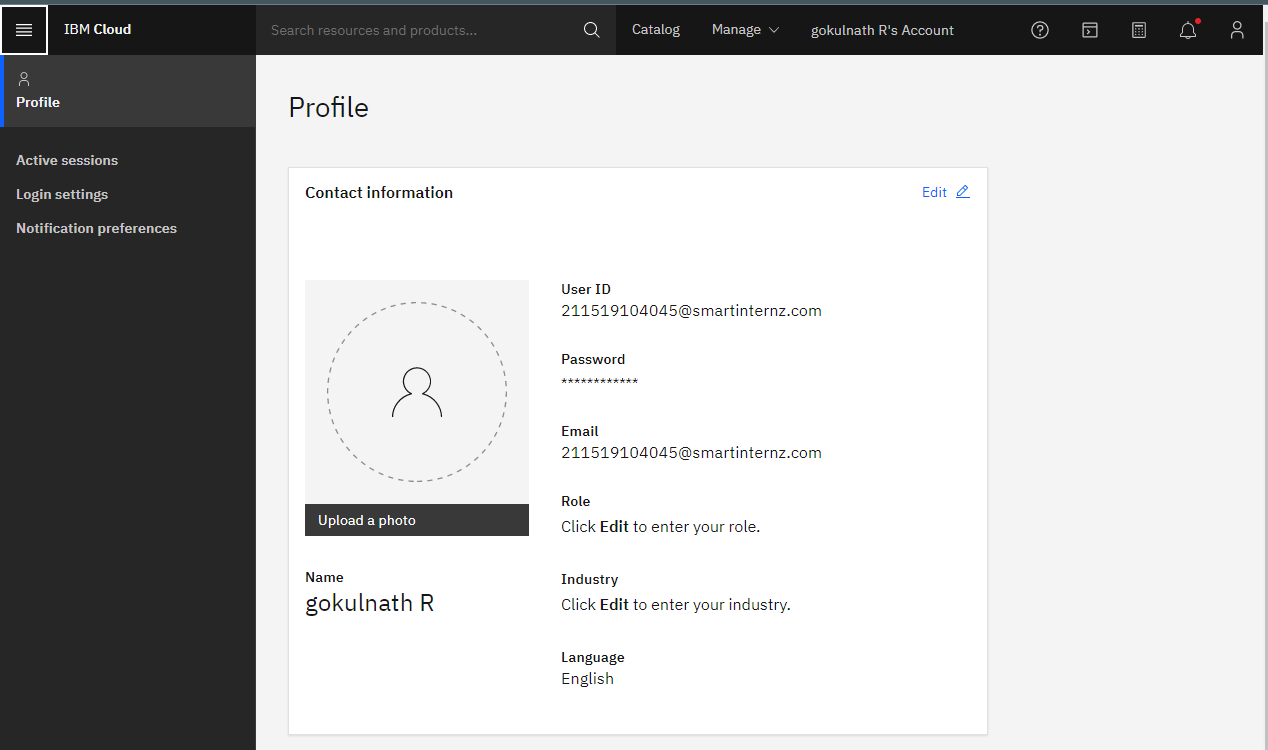 IBM Cloud
Search resources and products...
Catalog
Manage
gokulnath R's Account
Profile
Active sessions
Login settings
Notification preferences
Profile
Contact information
Edit
Upload a photo
Name
gokulnath R
User ID
211519104045@smartinternz.com
Password
************
Email
211519104045@smartinternz.com
Role
Click Edit to enter your role.
Industry
Click Edit to enter your industry.
Language
English